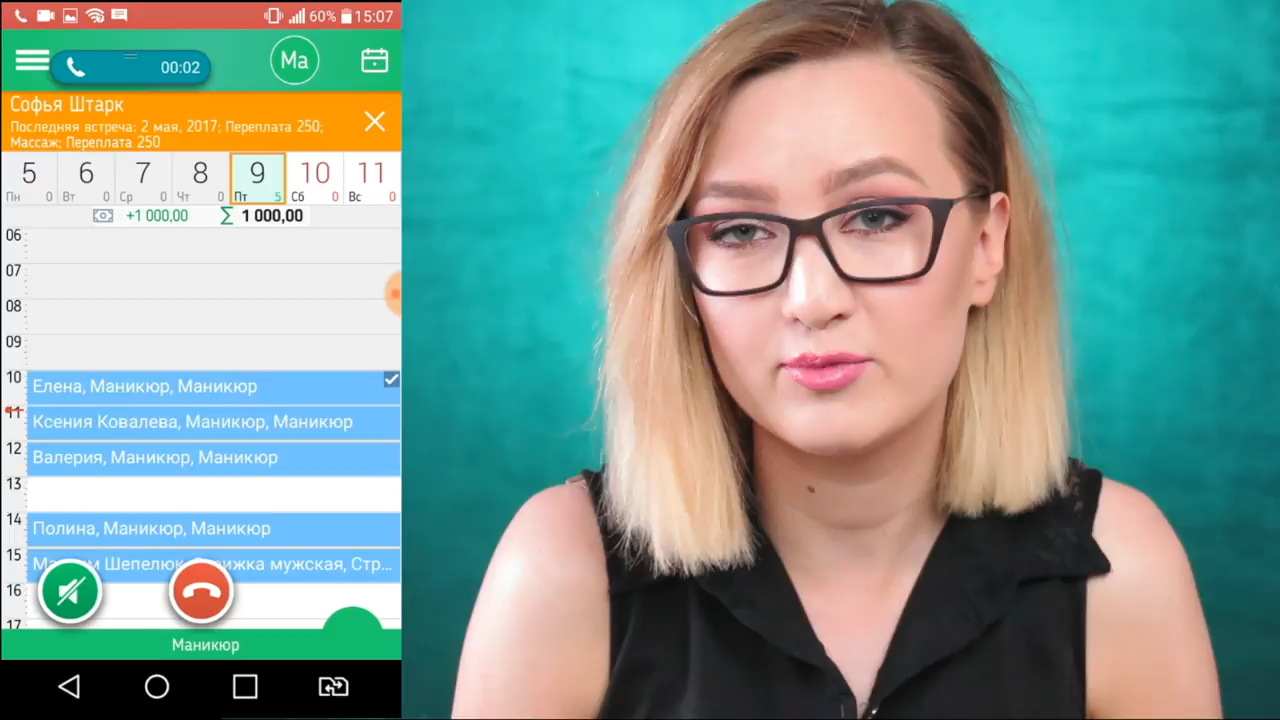 60% 15:07
00:02 Ma
Софья Штарк
Последняя встреча: 2 мая, 2017; Переплата 250;
Массаж; Переплата 250
5 6 7 8 9 10 11
Пн 0 Вт 0 Ср 0 Чт 0 Пт 5 Сб 0 Вс 0
+1 000,00 Σ 1 000,00
06
07
08
09
10 Елена, Маникюр, Маникюр
11 Ксения Ковалева, Маникюр, Маникюр
12 Валерия, Маникюр, Маникюр
13
14 Полина, Маникюр, Маникюр
15 Шепелюк мужская, Стр...
16
17
Маникюр